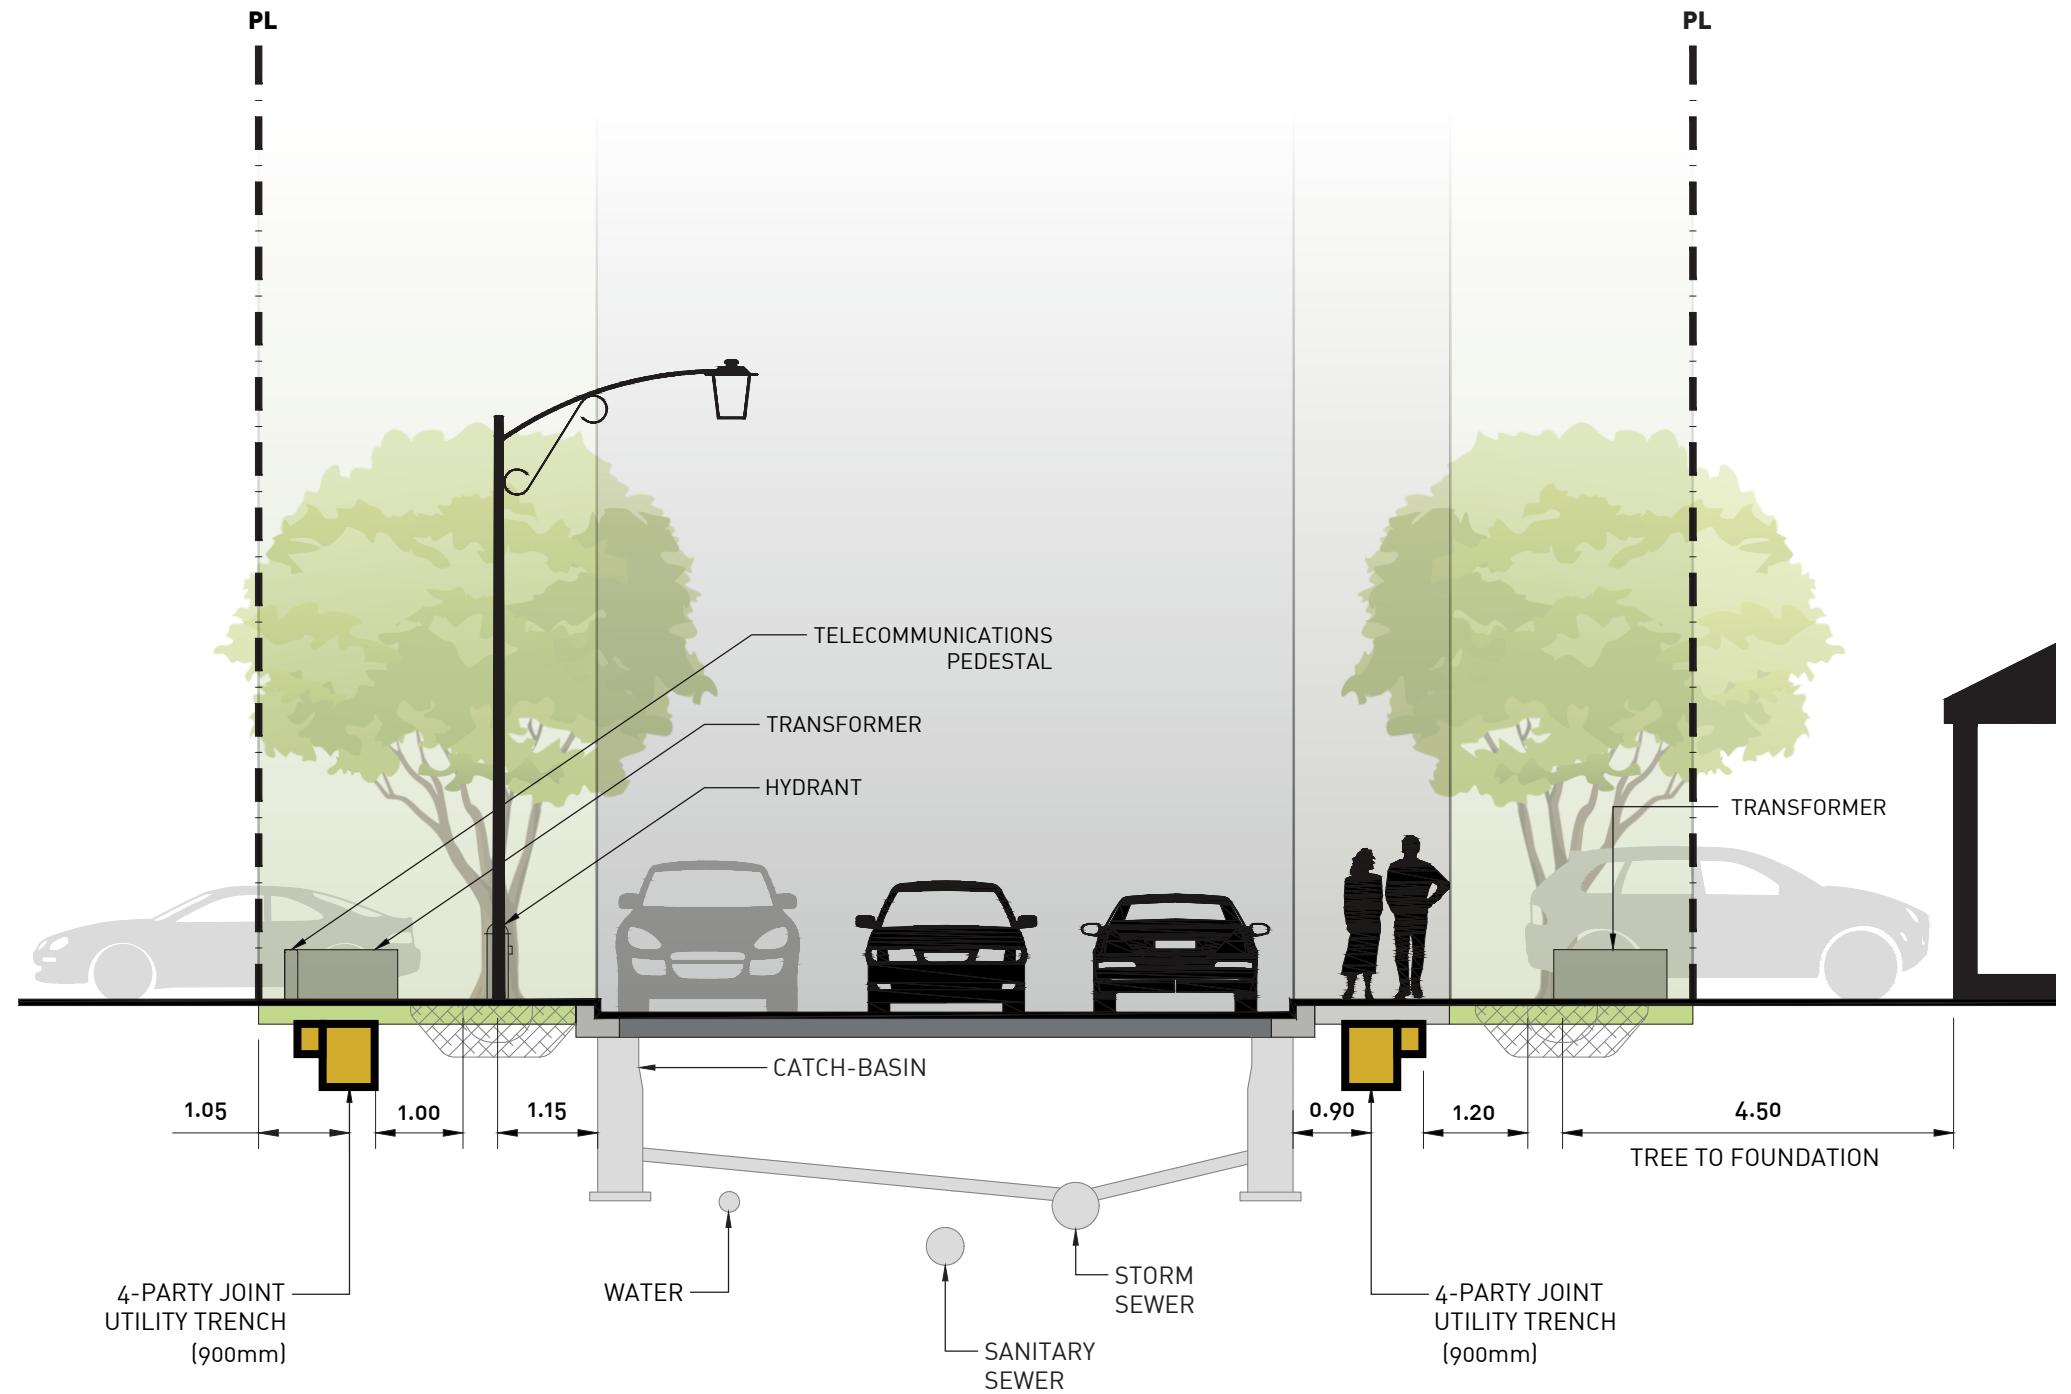 PL
PL
TELECOMMUNICATIONS
PEDESTAL
TRANSFORMER
HYDRANT
TRANSFORMER
CATCH-BASIN
1.05
1.00
1.15
0.90
1.20
4.50
TREE TO FOUNDATION
4-PARTY JOINT
UTILITY TRENCH
(900mm)
WATER
SANITARY
SEWER
STORM
SEWER
4-PARTY JOINT
UTILITY TRENCH
(900mm)